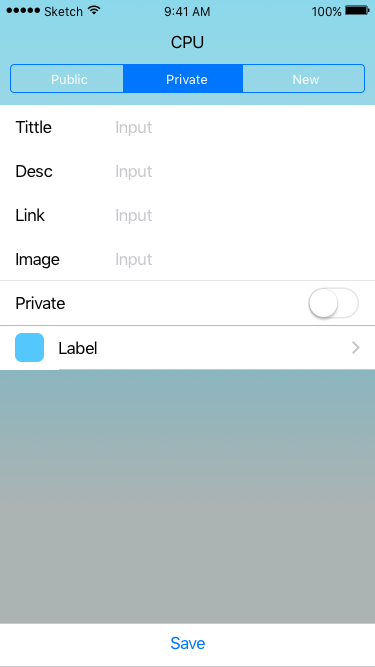 Sketch 9:41 AM 100%
CPU
Public Private New
Tittle Input
Desc Input
Link Input
Image Input
Private
Label
Save